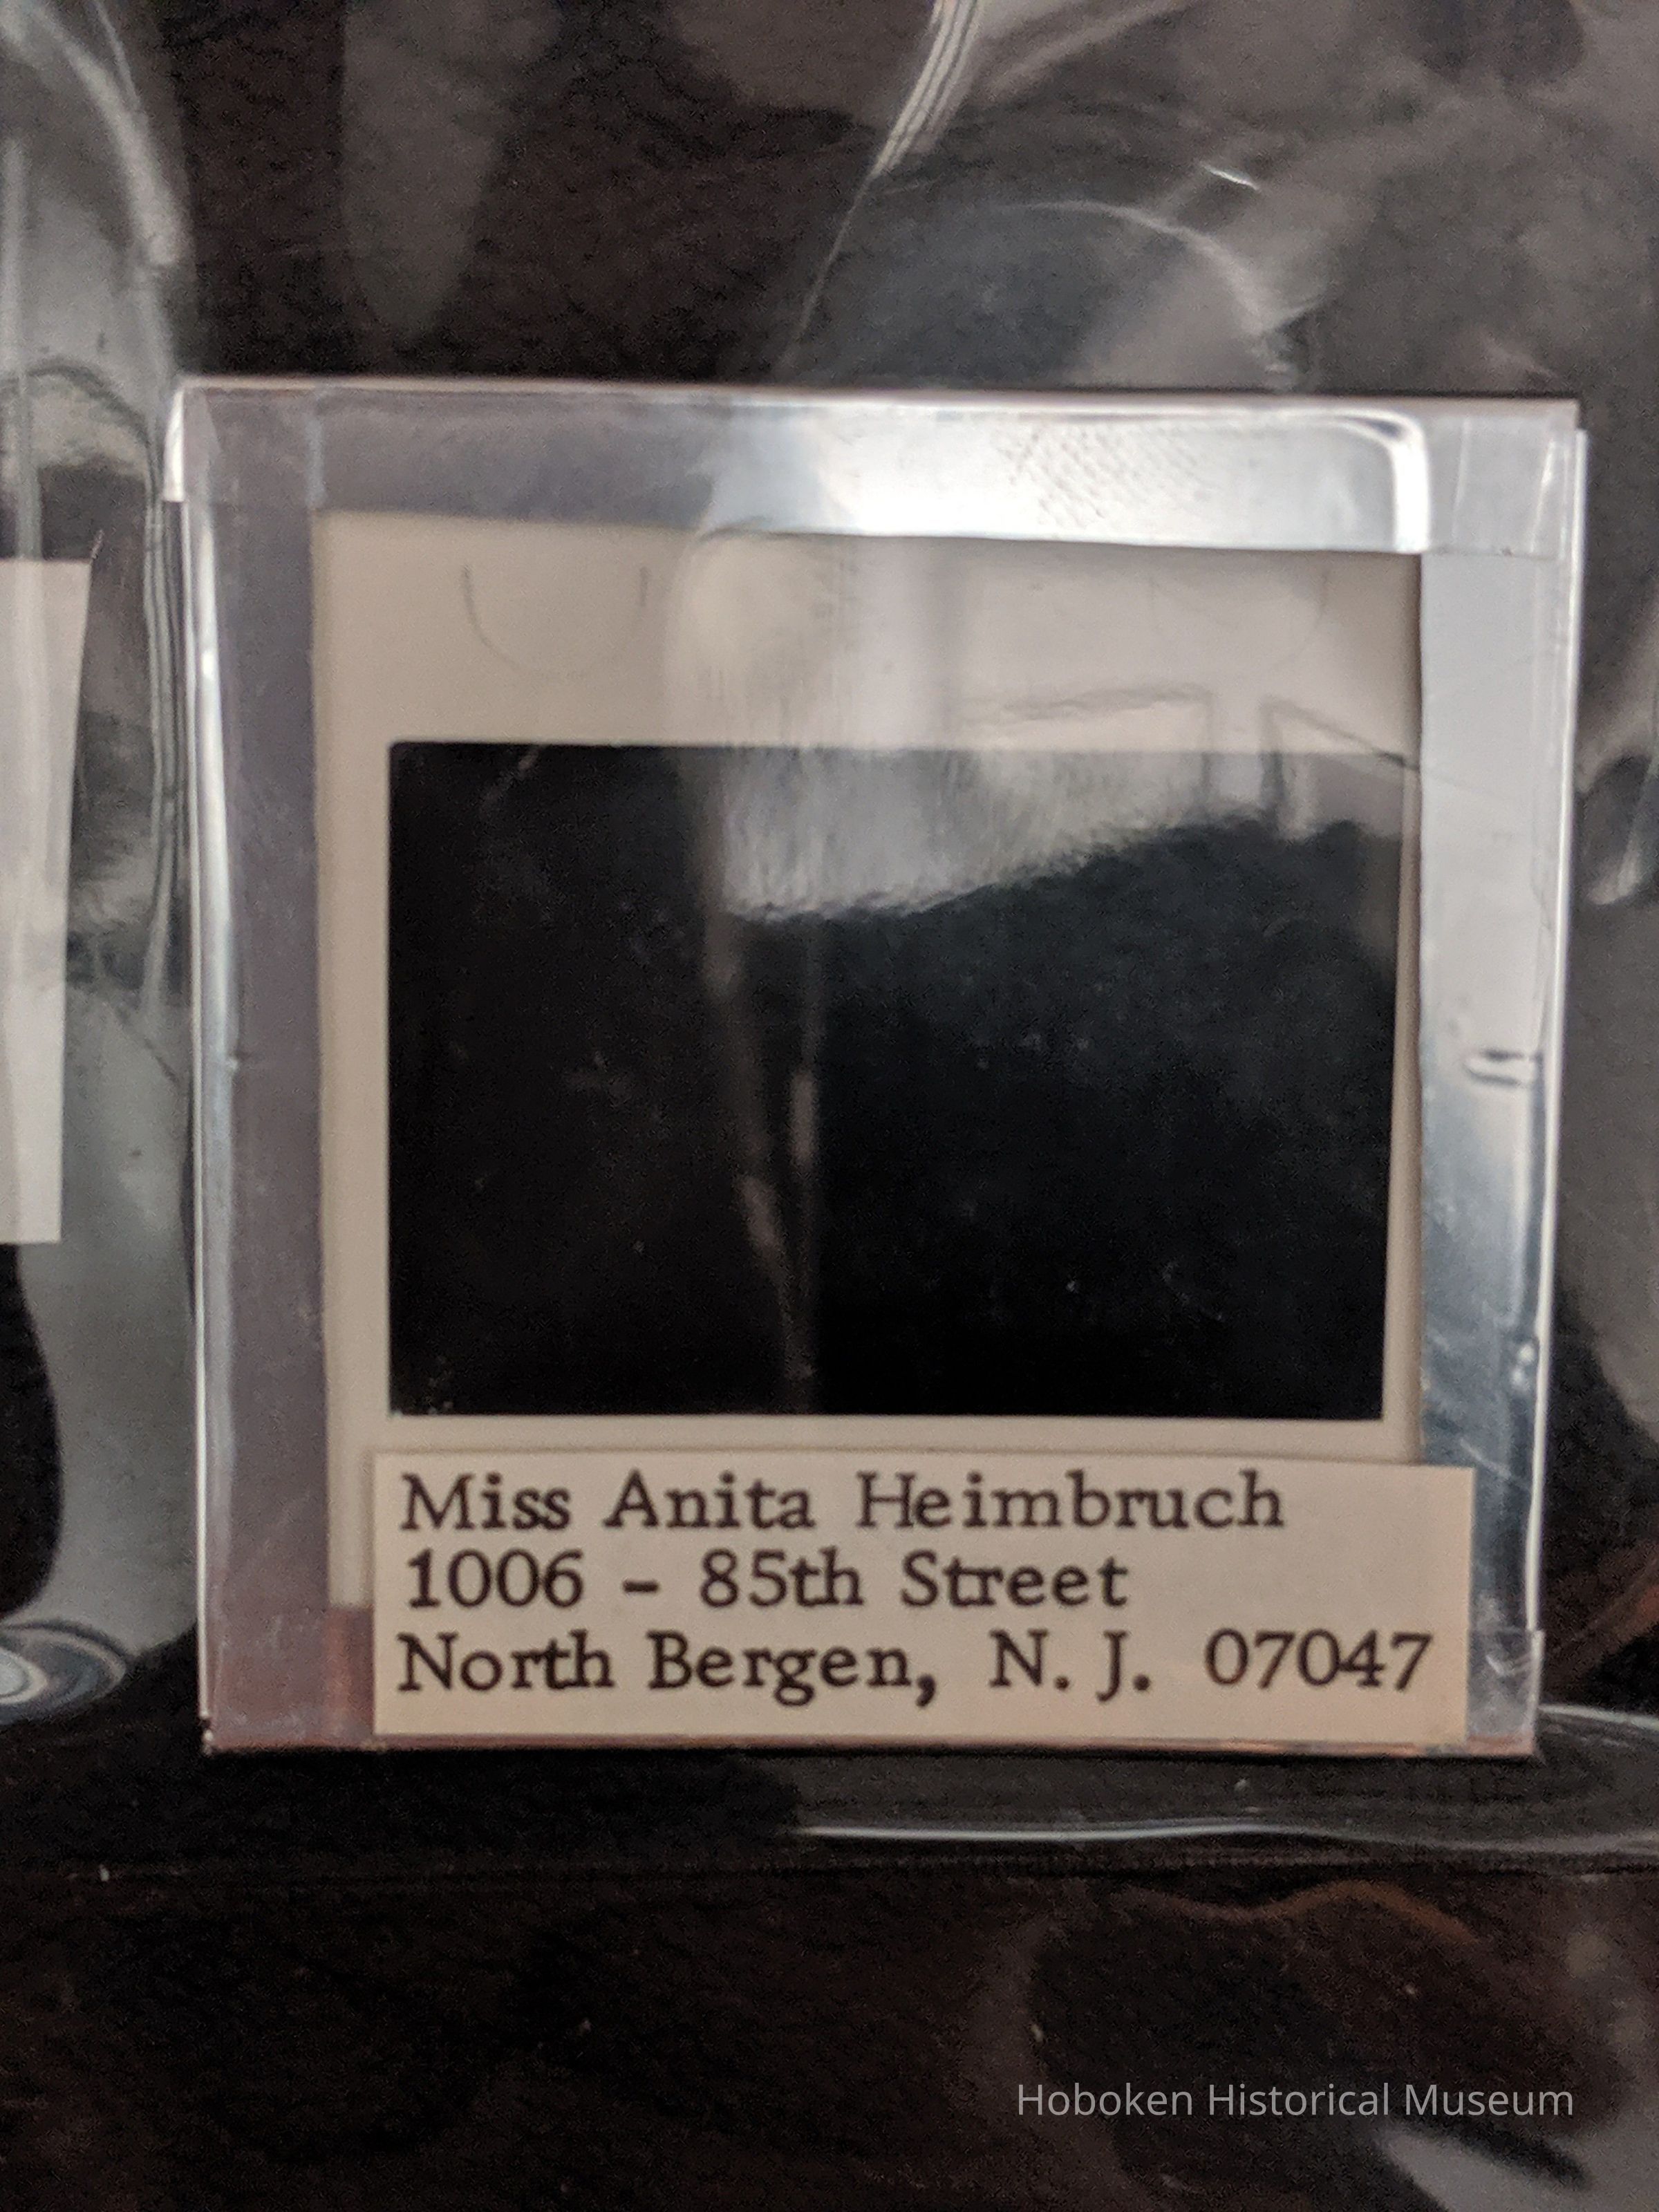 Miss Anita Heimbruch
1006 - 85th Street
North Bergen, N. J. 07047
Hoboken Historical Museum